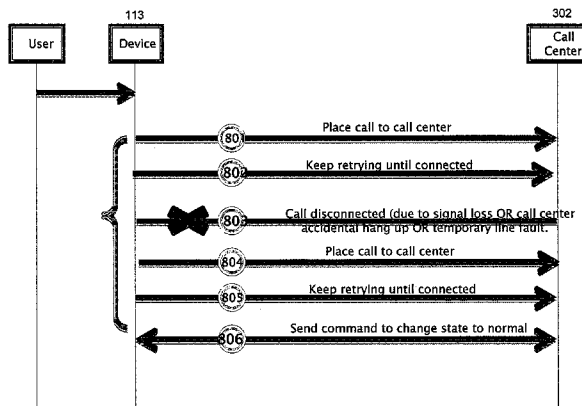 113
302
User
Device
Call
Center
801
Place call to call center
802
Keep retrying until connected
803
Call disconnected (due to signal loss OR call center
accidental hang up OR temporary line fault.
804
Place call to call center
805
Keep retrying until connected
806
Send command to change state to normal